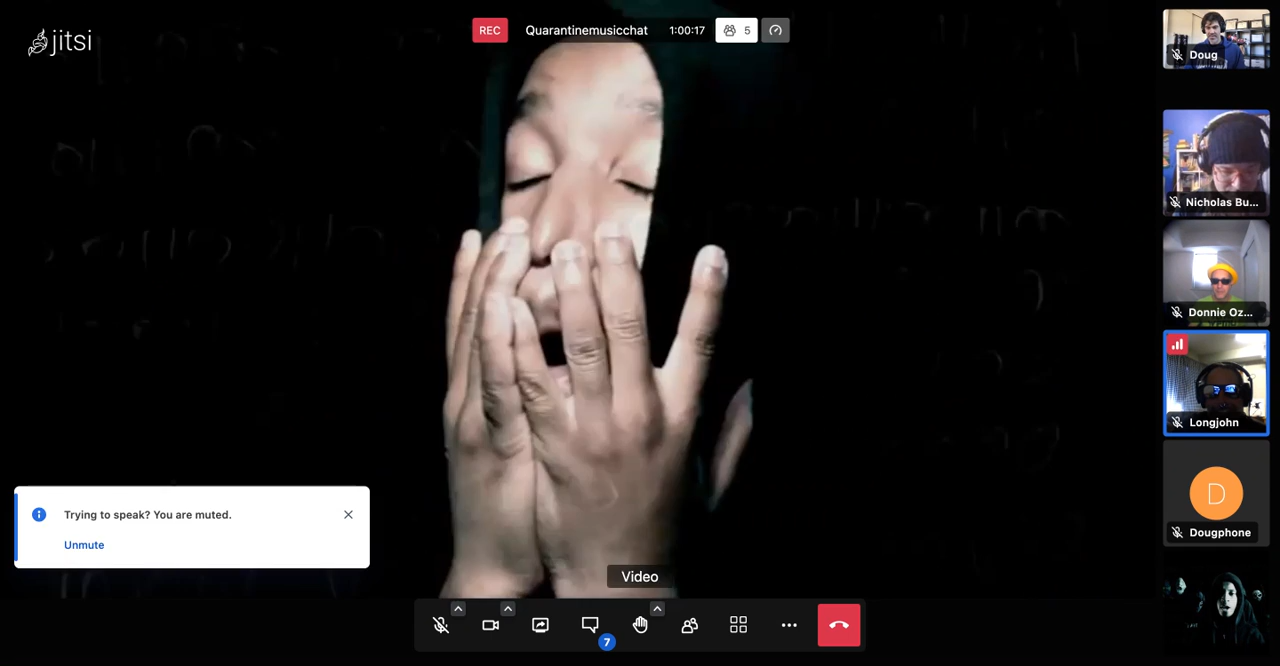 jitsi
REC Quarantinemusicchat 1:00:17 5
Doug
Nicholas Bu...
Donnie Oz...
Longjohn
D
Dougphone
Trying to speak? You are muted.
Unmute
Video
7